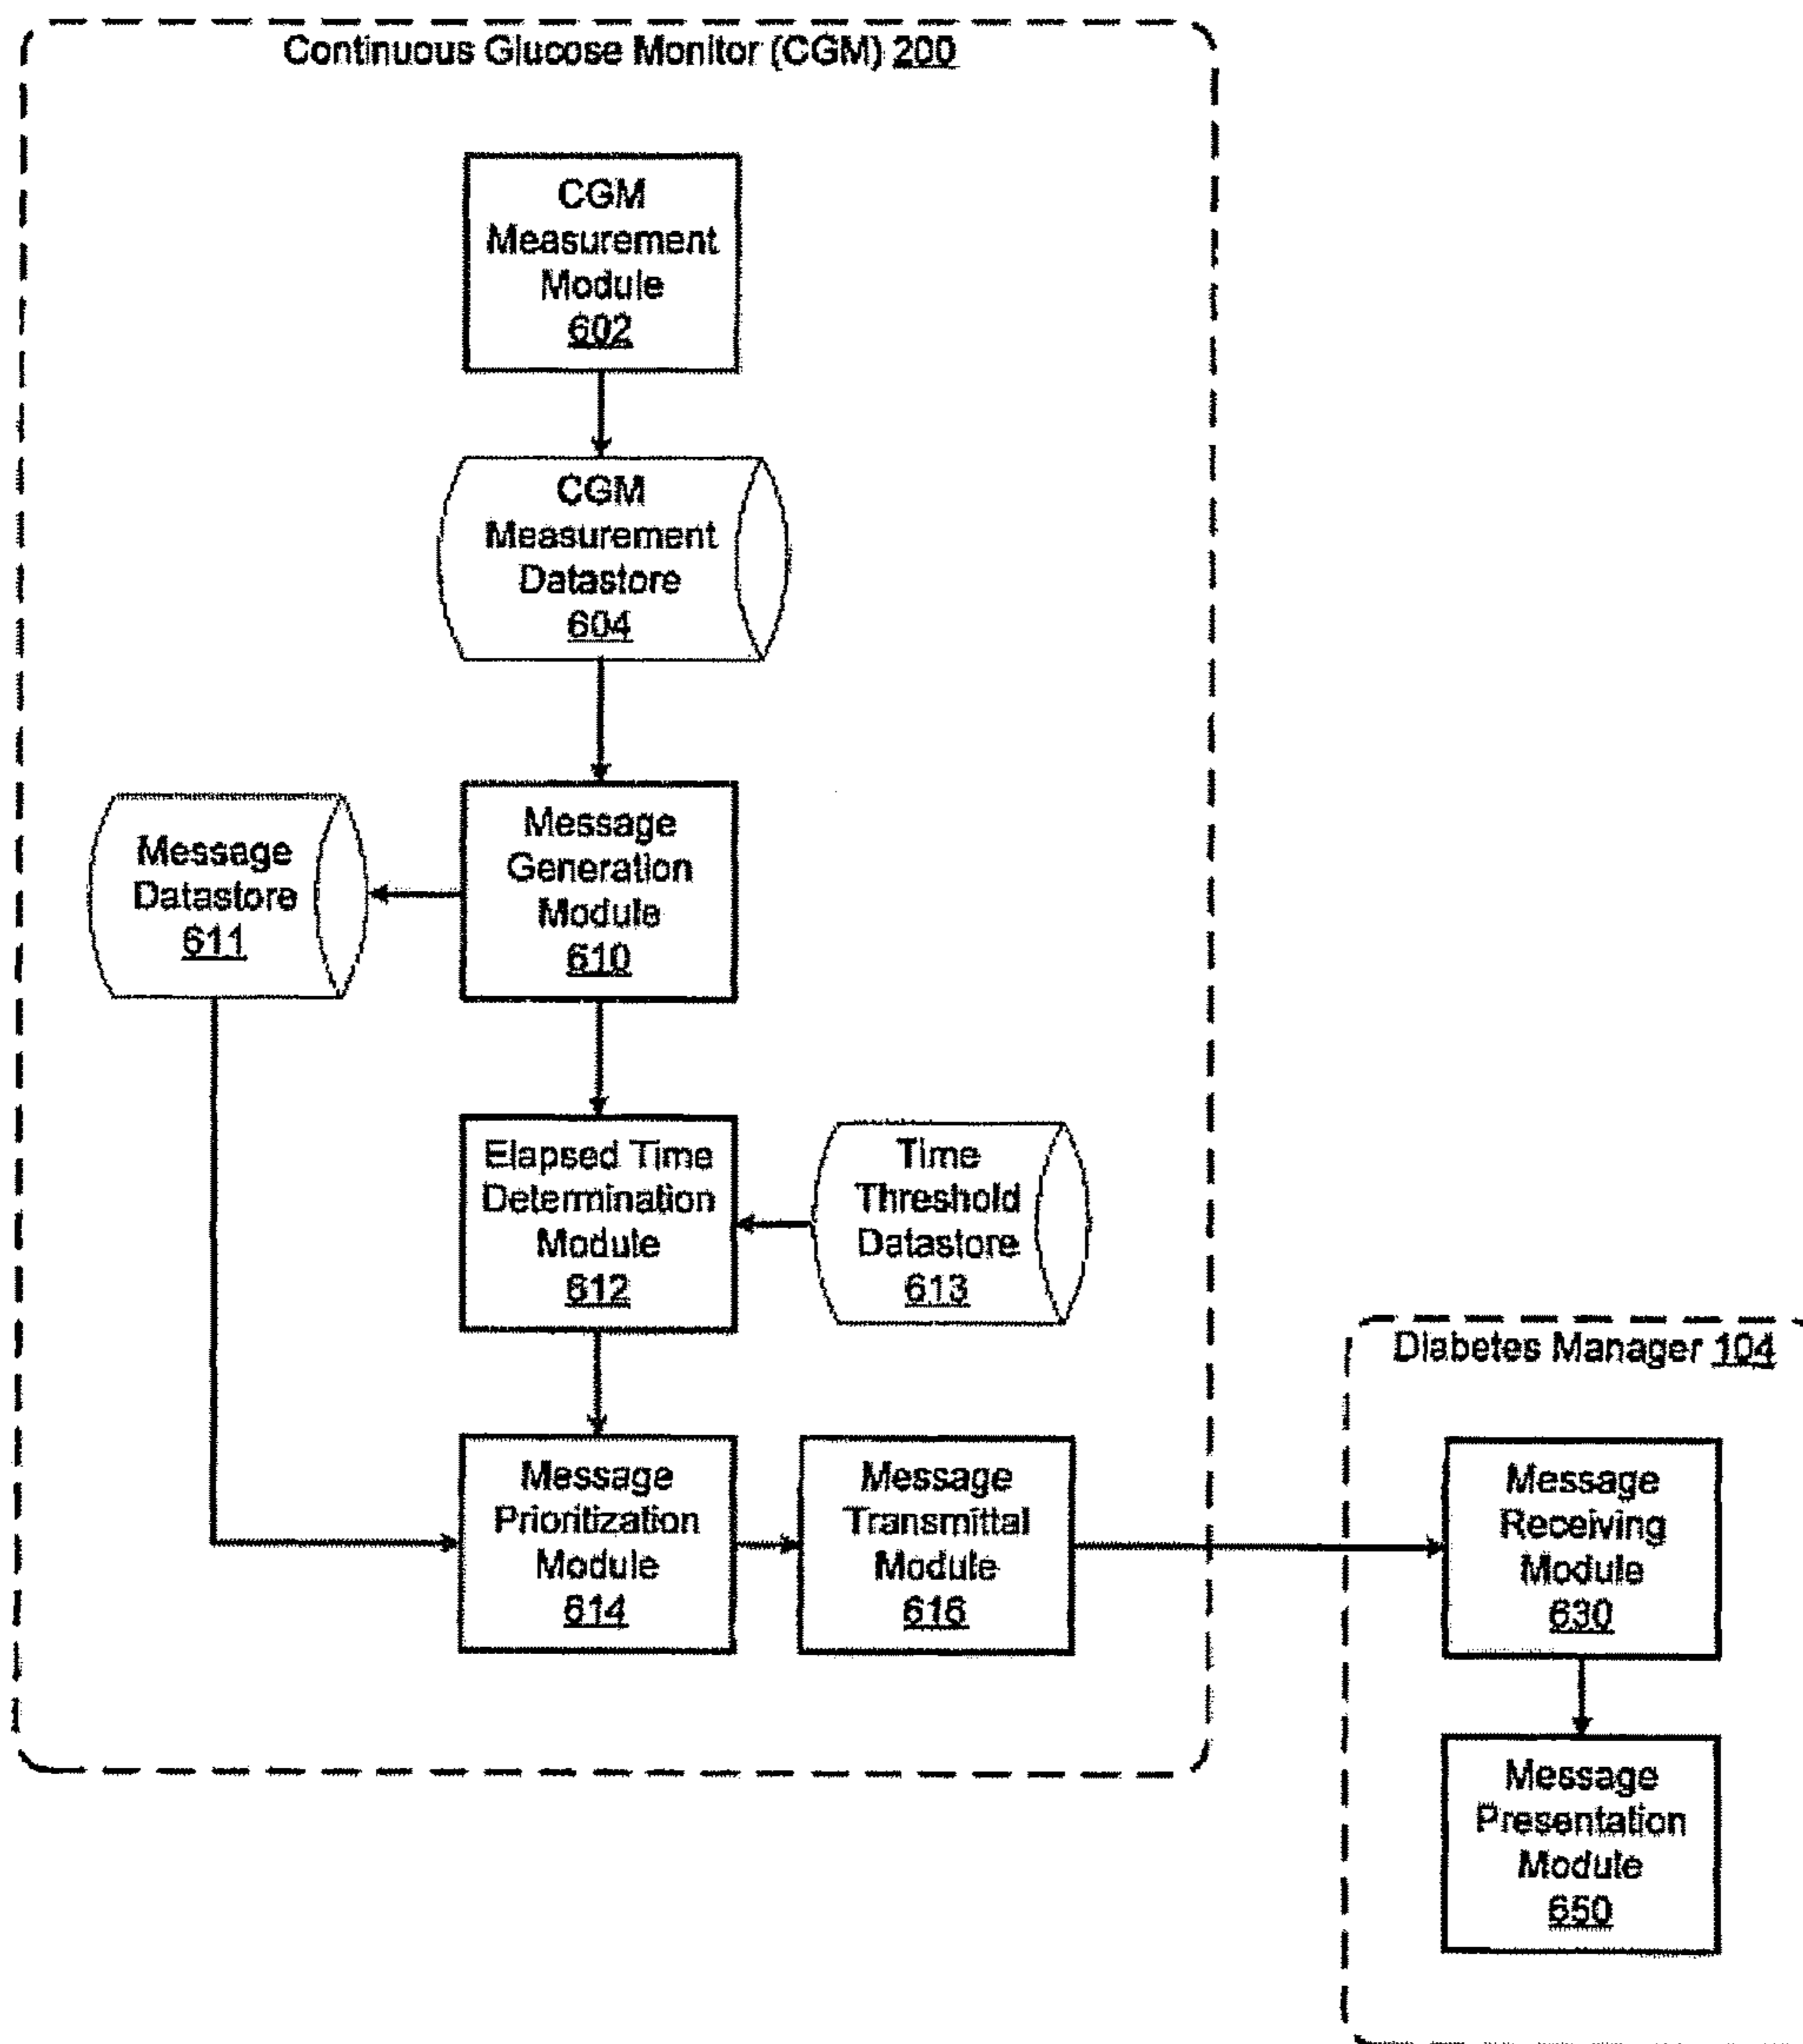 Continuous Glucose Monitor (CGM) 200
CGM
Measurement
Module
602
CGM
Measurement
Datastore
604
Message
Datastore
611
Message
Generation
Module
610
Elapsed Time
Determination
Module
612
Time
Threshold
Datastore
613
Message
Prioritization
Module
614
Message
Transmittal
Module
616
Diabetes Manager 104
Message
Receiving
Module
630
Message
Presentation
Module
650